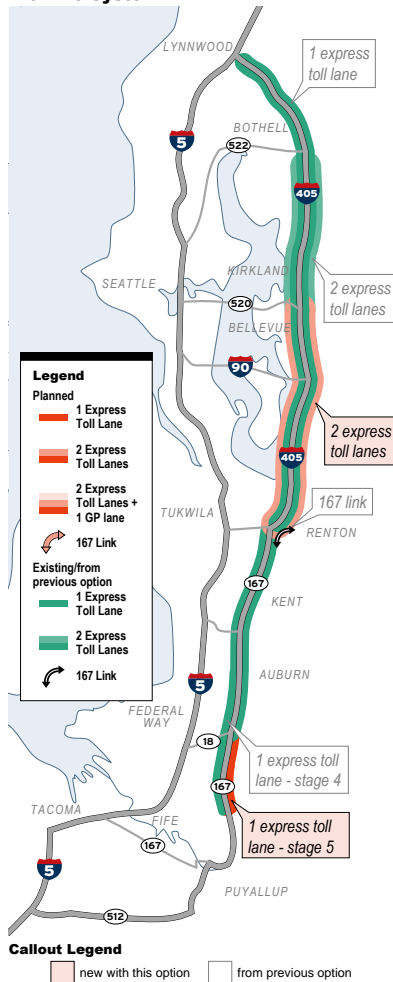 LYNNWOOD
1 express
toll lane
BOTHELL
5
522
405
KIRKLAND
2 express
toll lanes
SEATTLE
520
BELLEVUE
90
Legend
Planned
1 Express
Toll Lane
2 Express
Toll Lanes
2 Express
Toll Lanes +
1 GP lane
167 Link
Existing/from
previous option
1 Express
Toll Lane
2 Express
Toll Lanes
167 Link
2 express
toll lanes
405
167 link
TUKWILA
RENTON
167
KENT
AUBURN
5
FEDERAL
WAY
18
1 express toll
lane - stage 4
167
1 express toll
lane - stage 5
TACOMA
FIFE
167
5
PUYALLUP
512
Callout Legend
new with this option
from previous option